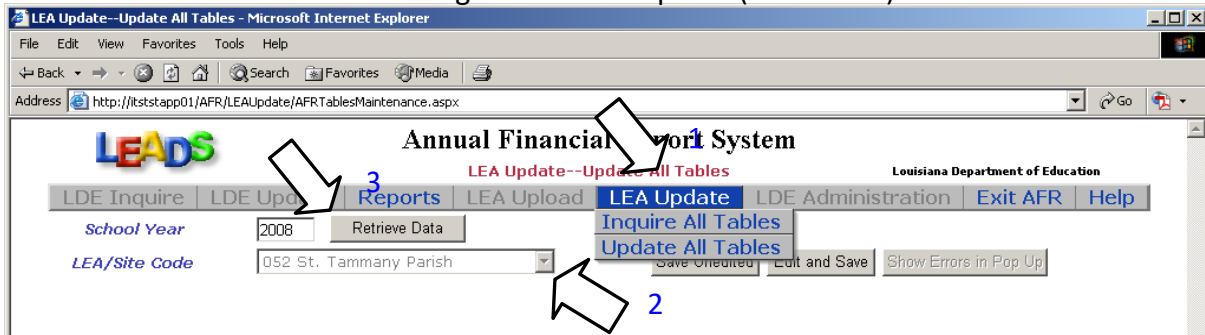 LEA Update--Update All Tables - Microsoft Internet Explorer
File Edit View Favorites Tools Help
Back Search Favorites Media
Address http://itststapp01/AFR/LEAUpdate/AFRTablesMaintenance.aspx Go
LEADS Annual Financial System 1
LEA Update--Update All Tables Louisiana Department of Education
3
LDE Inquire LDE Reports LEA Upload LEA Update LDE Administration Exit AFR Help
School Year 2008 Retrieve Data Inquire All Tables
Update All Tables
LEA/Site Code 052 St. Tammany Parish Save Unedited Edit and Save Show Errors in Pop Up
2